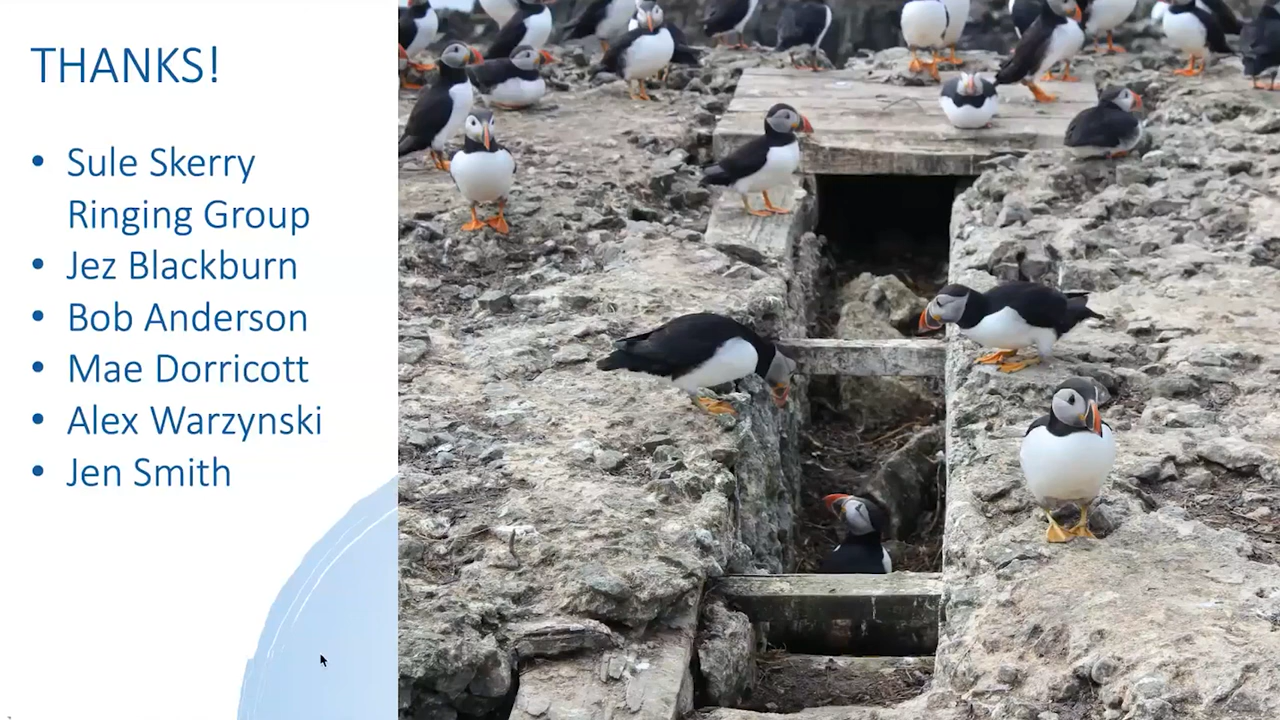 THANKS!
• Sule Skerry
Ringing Group
• Jez Blackburn
• Bob Anderson
• Mae Dorricott
• Alex Warzynski
• Jen Smith